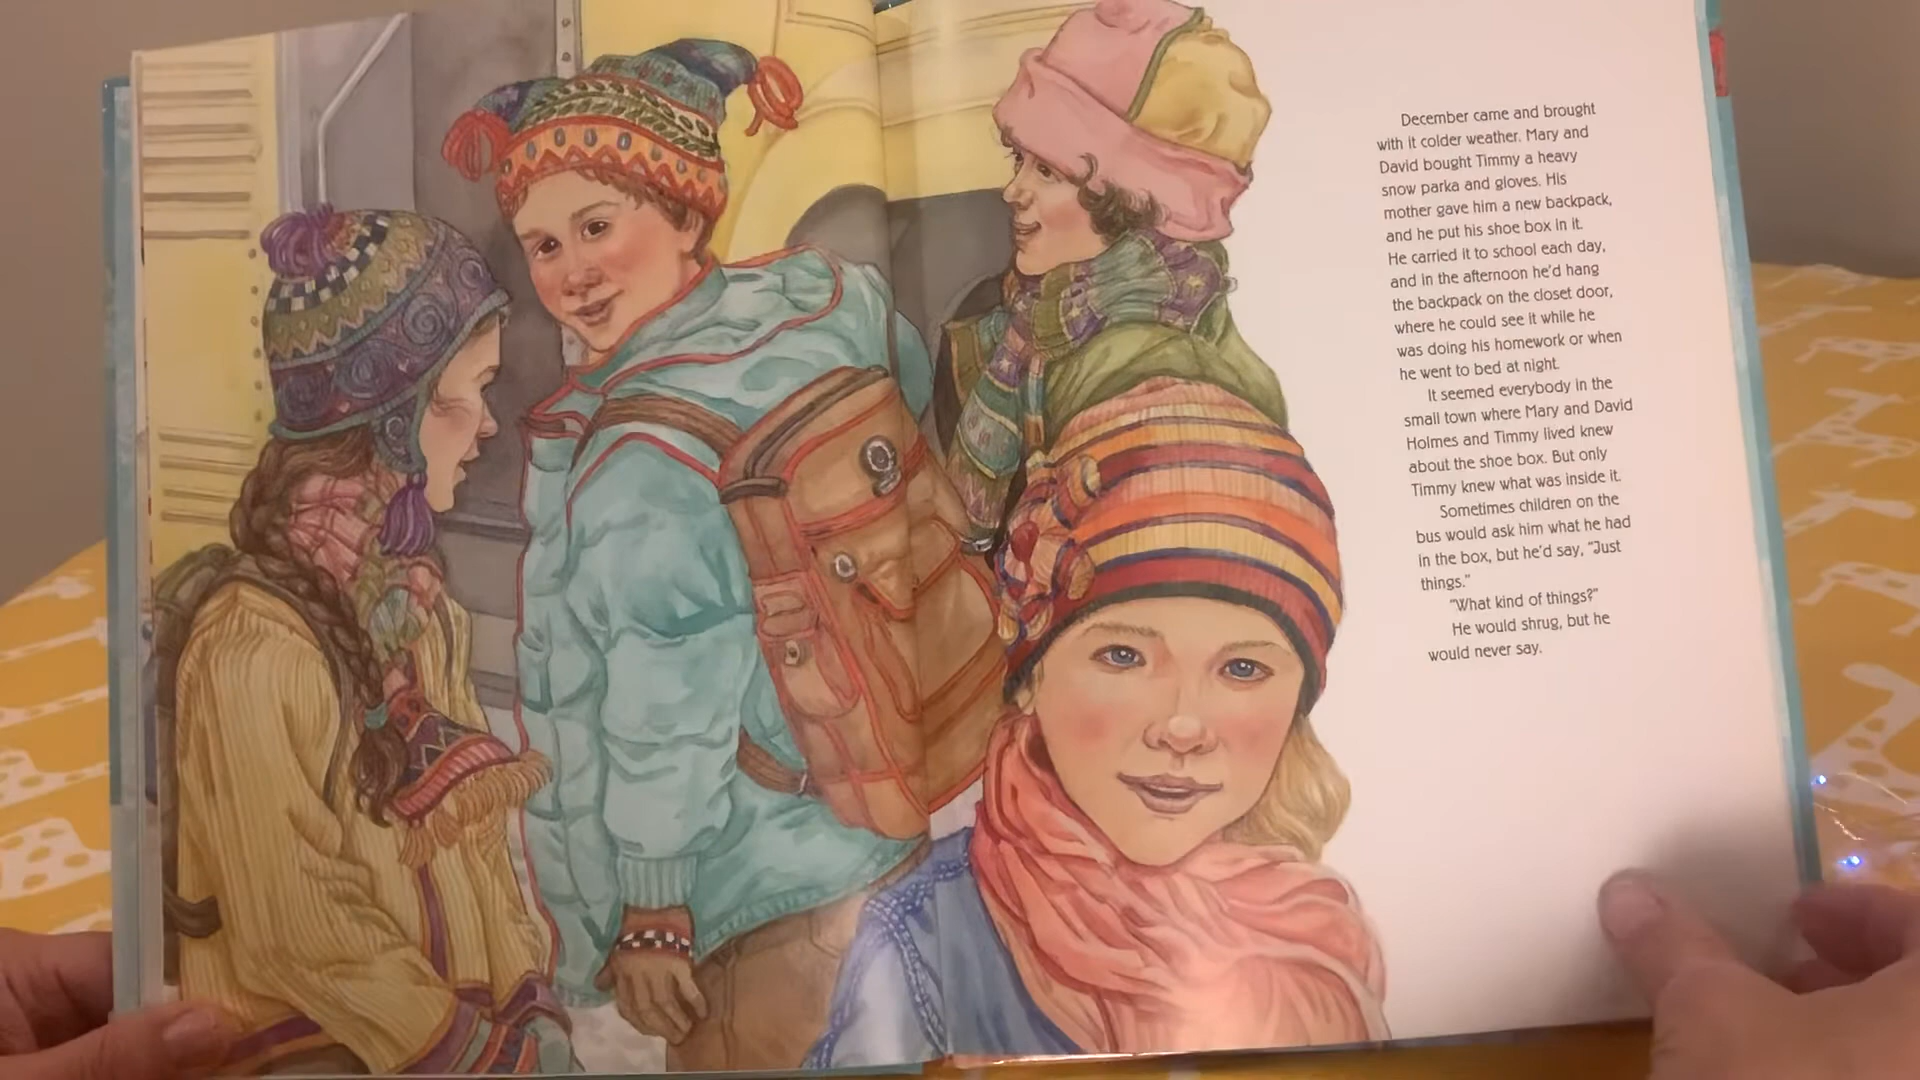 December came and brought
with it colder weather. Mary and
David bought Timmy a heavy
snow parka and gloves. His
mother gave him a new backpack,
and he put his shoe box in it.
He carried it to school each day,
and in the afternoon he'd hang
the backpack on the closet door,
where he could see it while he
was doing his homework or when
he went to bed at night.
It seemed everybody in the
small town where Mary and David
Holmes and Timmy lived knew
about the shoe box. But only
Timmy knew what was inside it.
Sometimes children on the
bus would ask him what he had
in the box, but he'd say, "Just
things."
"What kind of things?"
He would shrug, but he
would never say.